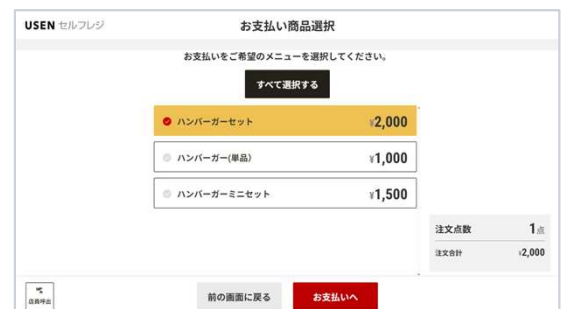 USEN セルフレジ
お支払い商品選択
お支払いをご希望のメニューを選択してください。
すべて選択する
ハンバーガーセット ¥2,000
ハンバーガー(単品) ¥1,000
ハンバーガーミニセット ¥1,500
注文点数 1点
注文合計 ¥2,000
店員呼出
前の画面に戻る
お支払いへ